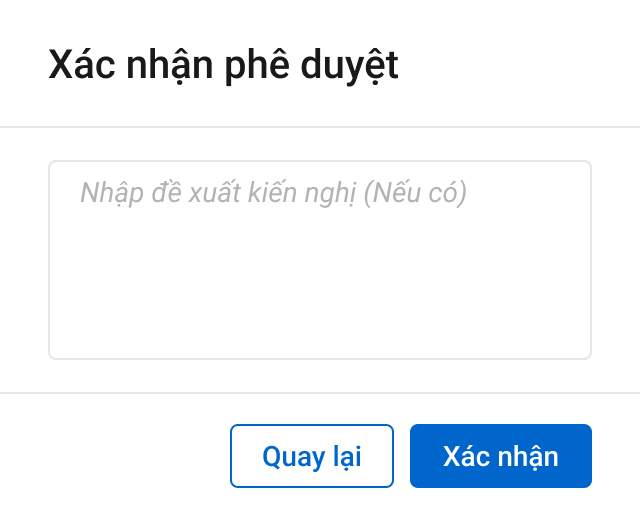 Xác nhận phê duyệt
Nhập đề xuất kiến nghị (Nếu có)
Quay lại
Xác nhận